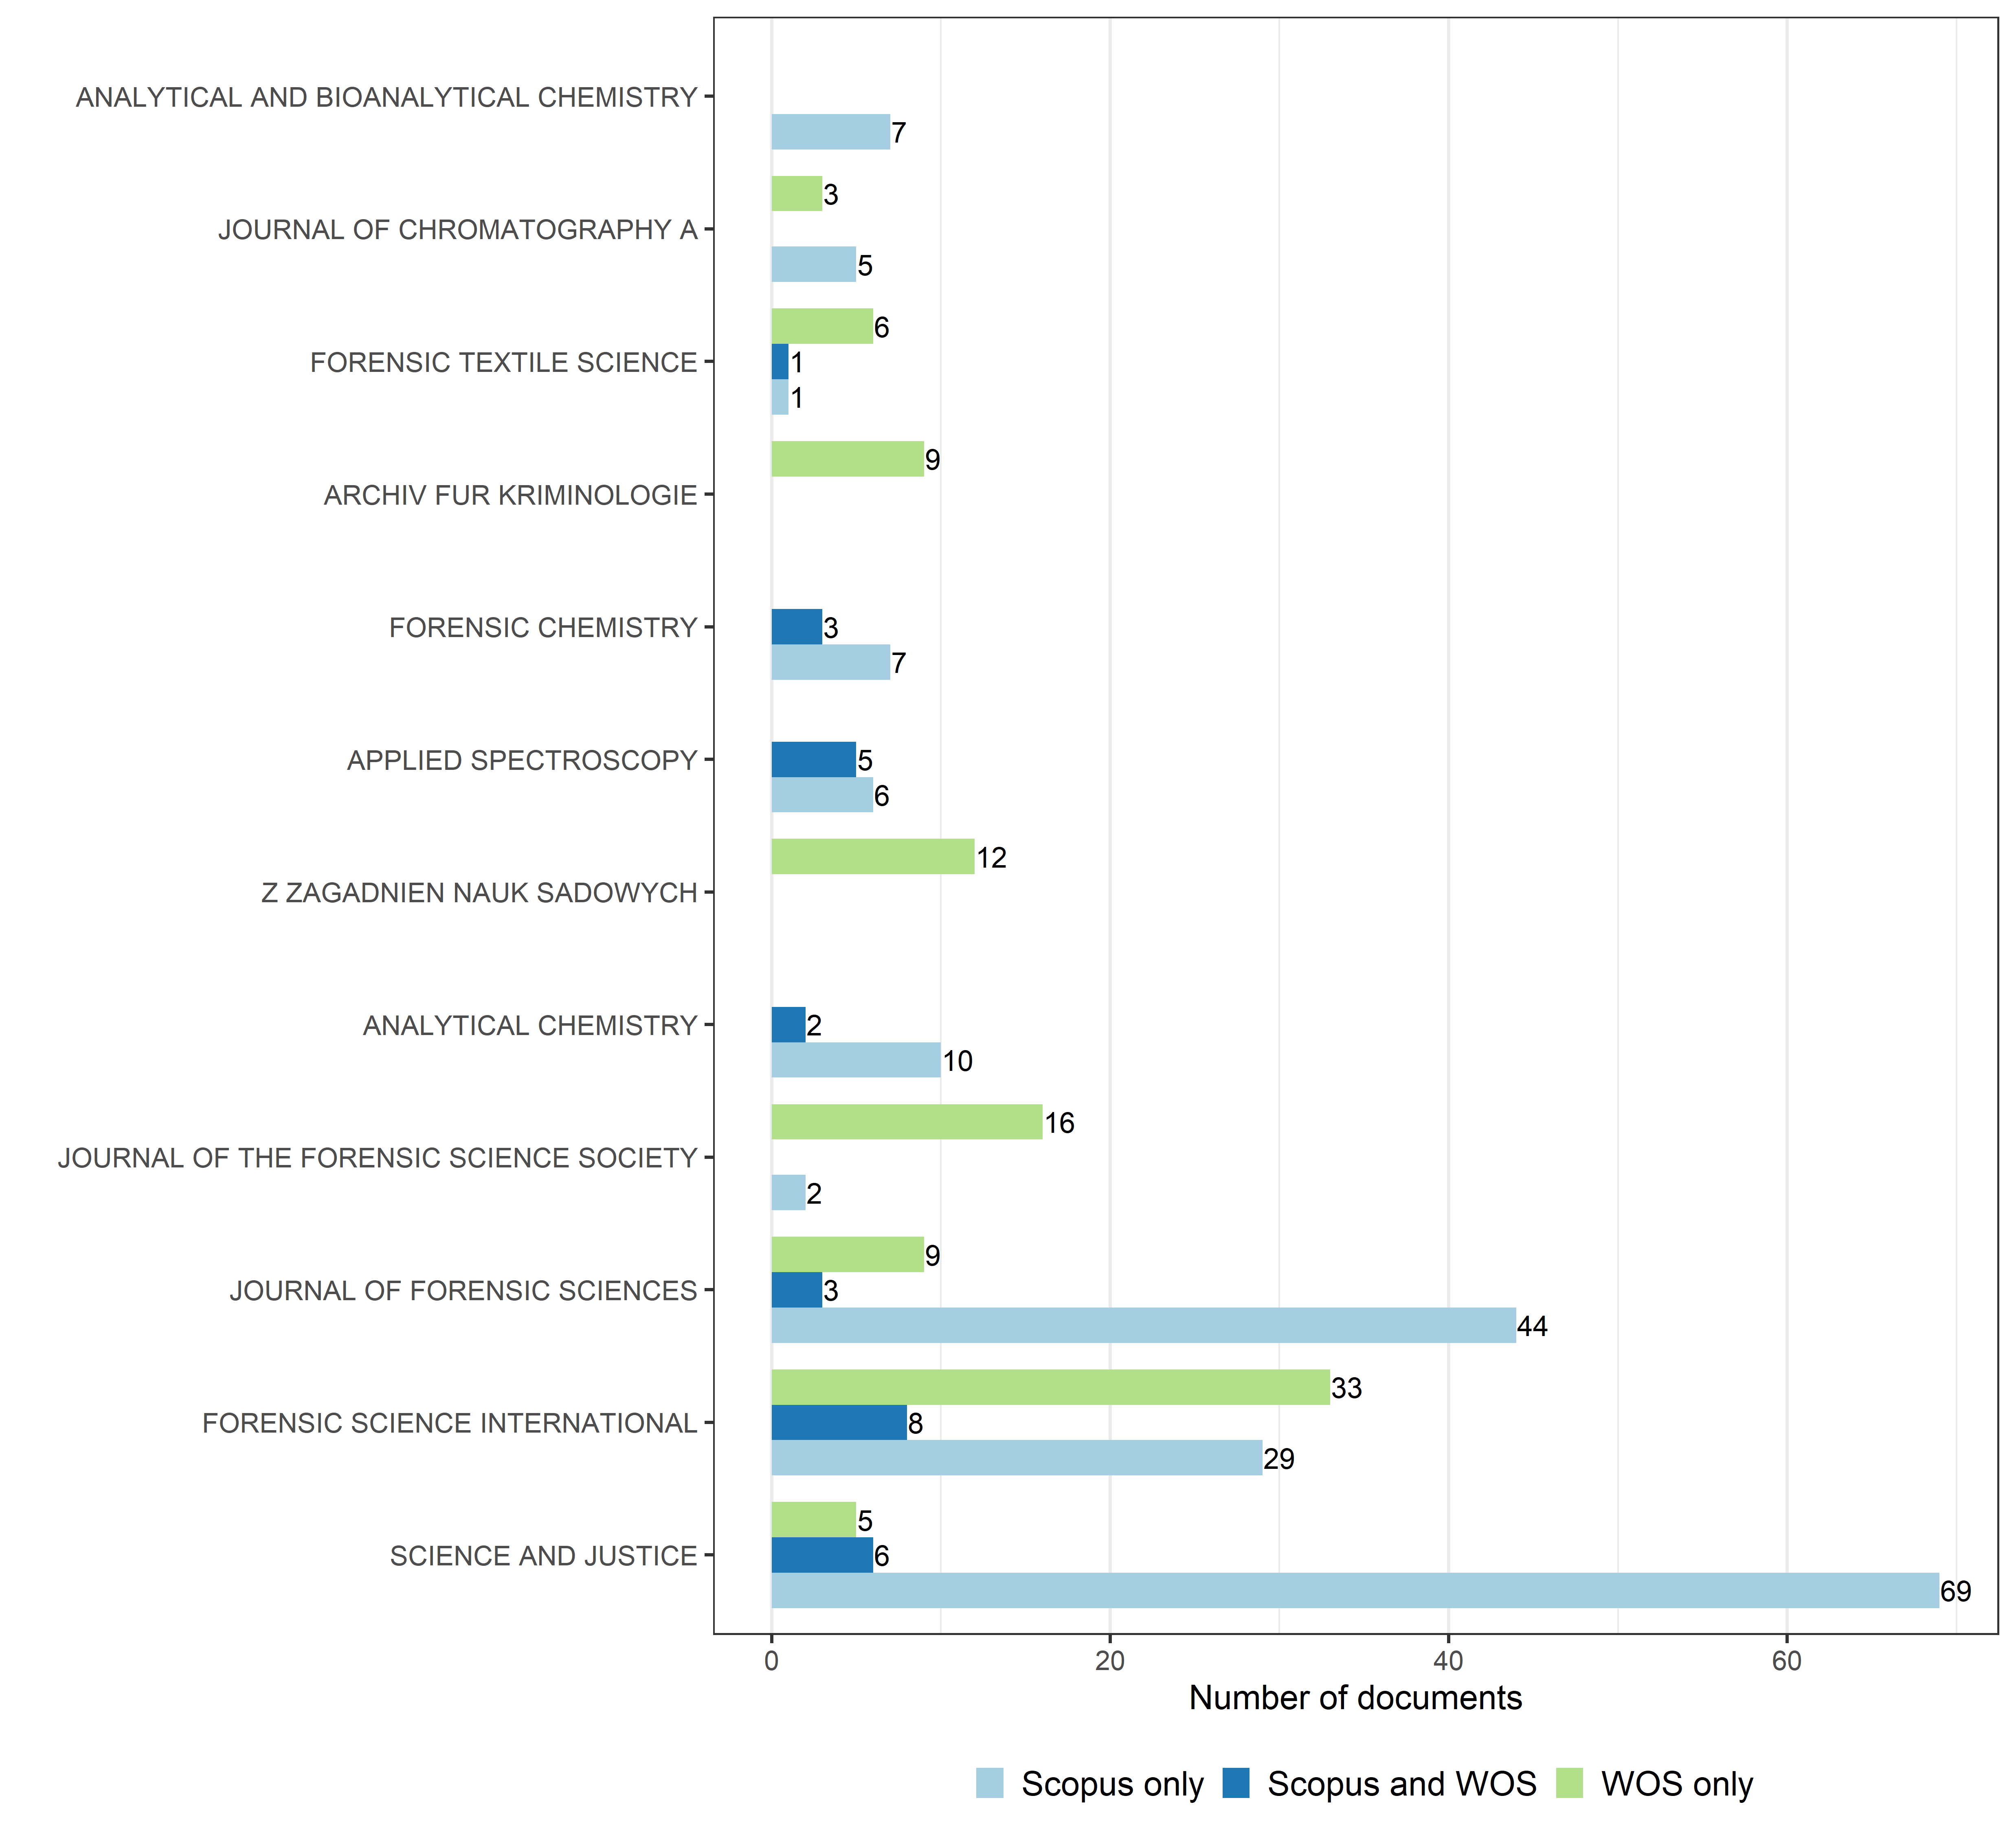 ANALYTICAL AND BIOANALYTICAL CHEMISTRY
7
3
JOURNAL OF CHROMATOGRAPHY A
5
6
FORENSIC TEXTILE SCIENCE
1
1
9
ARCHIV FUR KRIMINOLOGIE
FORENSIC CHEMISTRY
3
7
APPLIED SPECTROSCOPY
5
6
12
Z ZAGADNIEN NAUK SADOWYCH
ANALYTICAL CHEMISTRY
2
10
16
JOURNAL OF THE FORENSIC SCIENCE SOCIETY
2
9
JOURNAL OF FORENSIC SCIENCES
3
44
33
FORENSIC SCIENCE INTERNATIONAL
8
29
5
SCIENCE AND JUSTICE
6
69
0 20 40 60
Number of documents
Scopus only Scopus and WOS WOS only